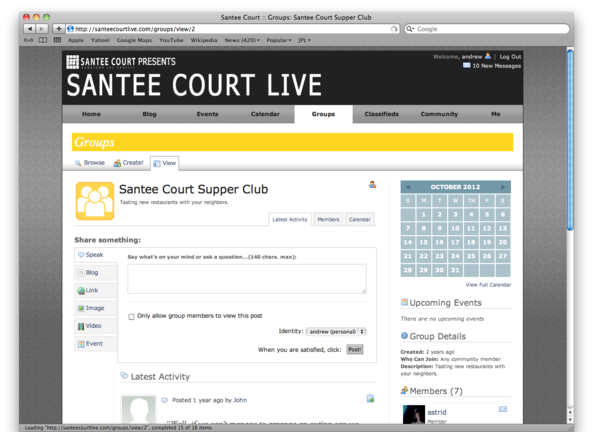 Santee Court :: Groups: Santee Court Supper Club
http://santeecourtlive.com/groups/view/2
Google
Apple Yahoo! Google Maps YouTube Wikipedia News (420) Popular JPL
SANTEE COURT PRESENTS
Welcome, andrew | Log Out
10 New Messages
SANTEE COURT LIVE
Home Blog Events Calendar Groups Classifieds Community Me
Groups
Browse Create! View
Santee Court Supper Club
Tasting new restaurants with your neighbors.
Latest Activity Members Calendar
Share something:
Speak
Blog
Link
Image
Video
Event
Say what's on your mind or ask a question...(140 chars. max):
Only allow group members to view this post
Identity: andrew (personal)
When you are satisfied, click: Post!
Latest Activity
Posted 1 year ago by John
< OCTOBER 2012 >
S M T W TH F S
1 2 3 4 5 6
7 8 9 10 11 12 13
14 15 16 17 18 19 20
21 22 23 24 25 26 27
28 29 30 31
View Full Calendar
Upcoming Events
There are no upcoming events
Group Details
Created: 2 years ago
Who Can Join: Any community member
Description: Tasting new restaurants with
your neighbors.
Members (7)
astrid
Member
Loading "http://santeecourtlive.com/groups/view/2", completed 15 of 16 items